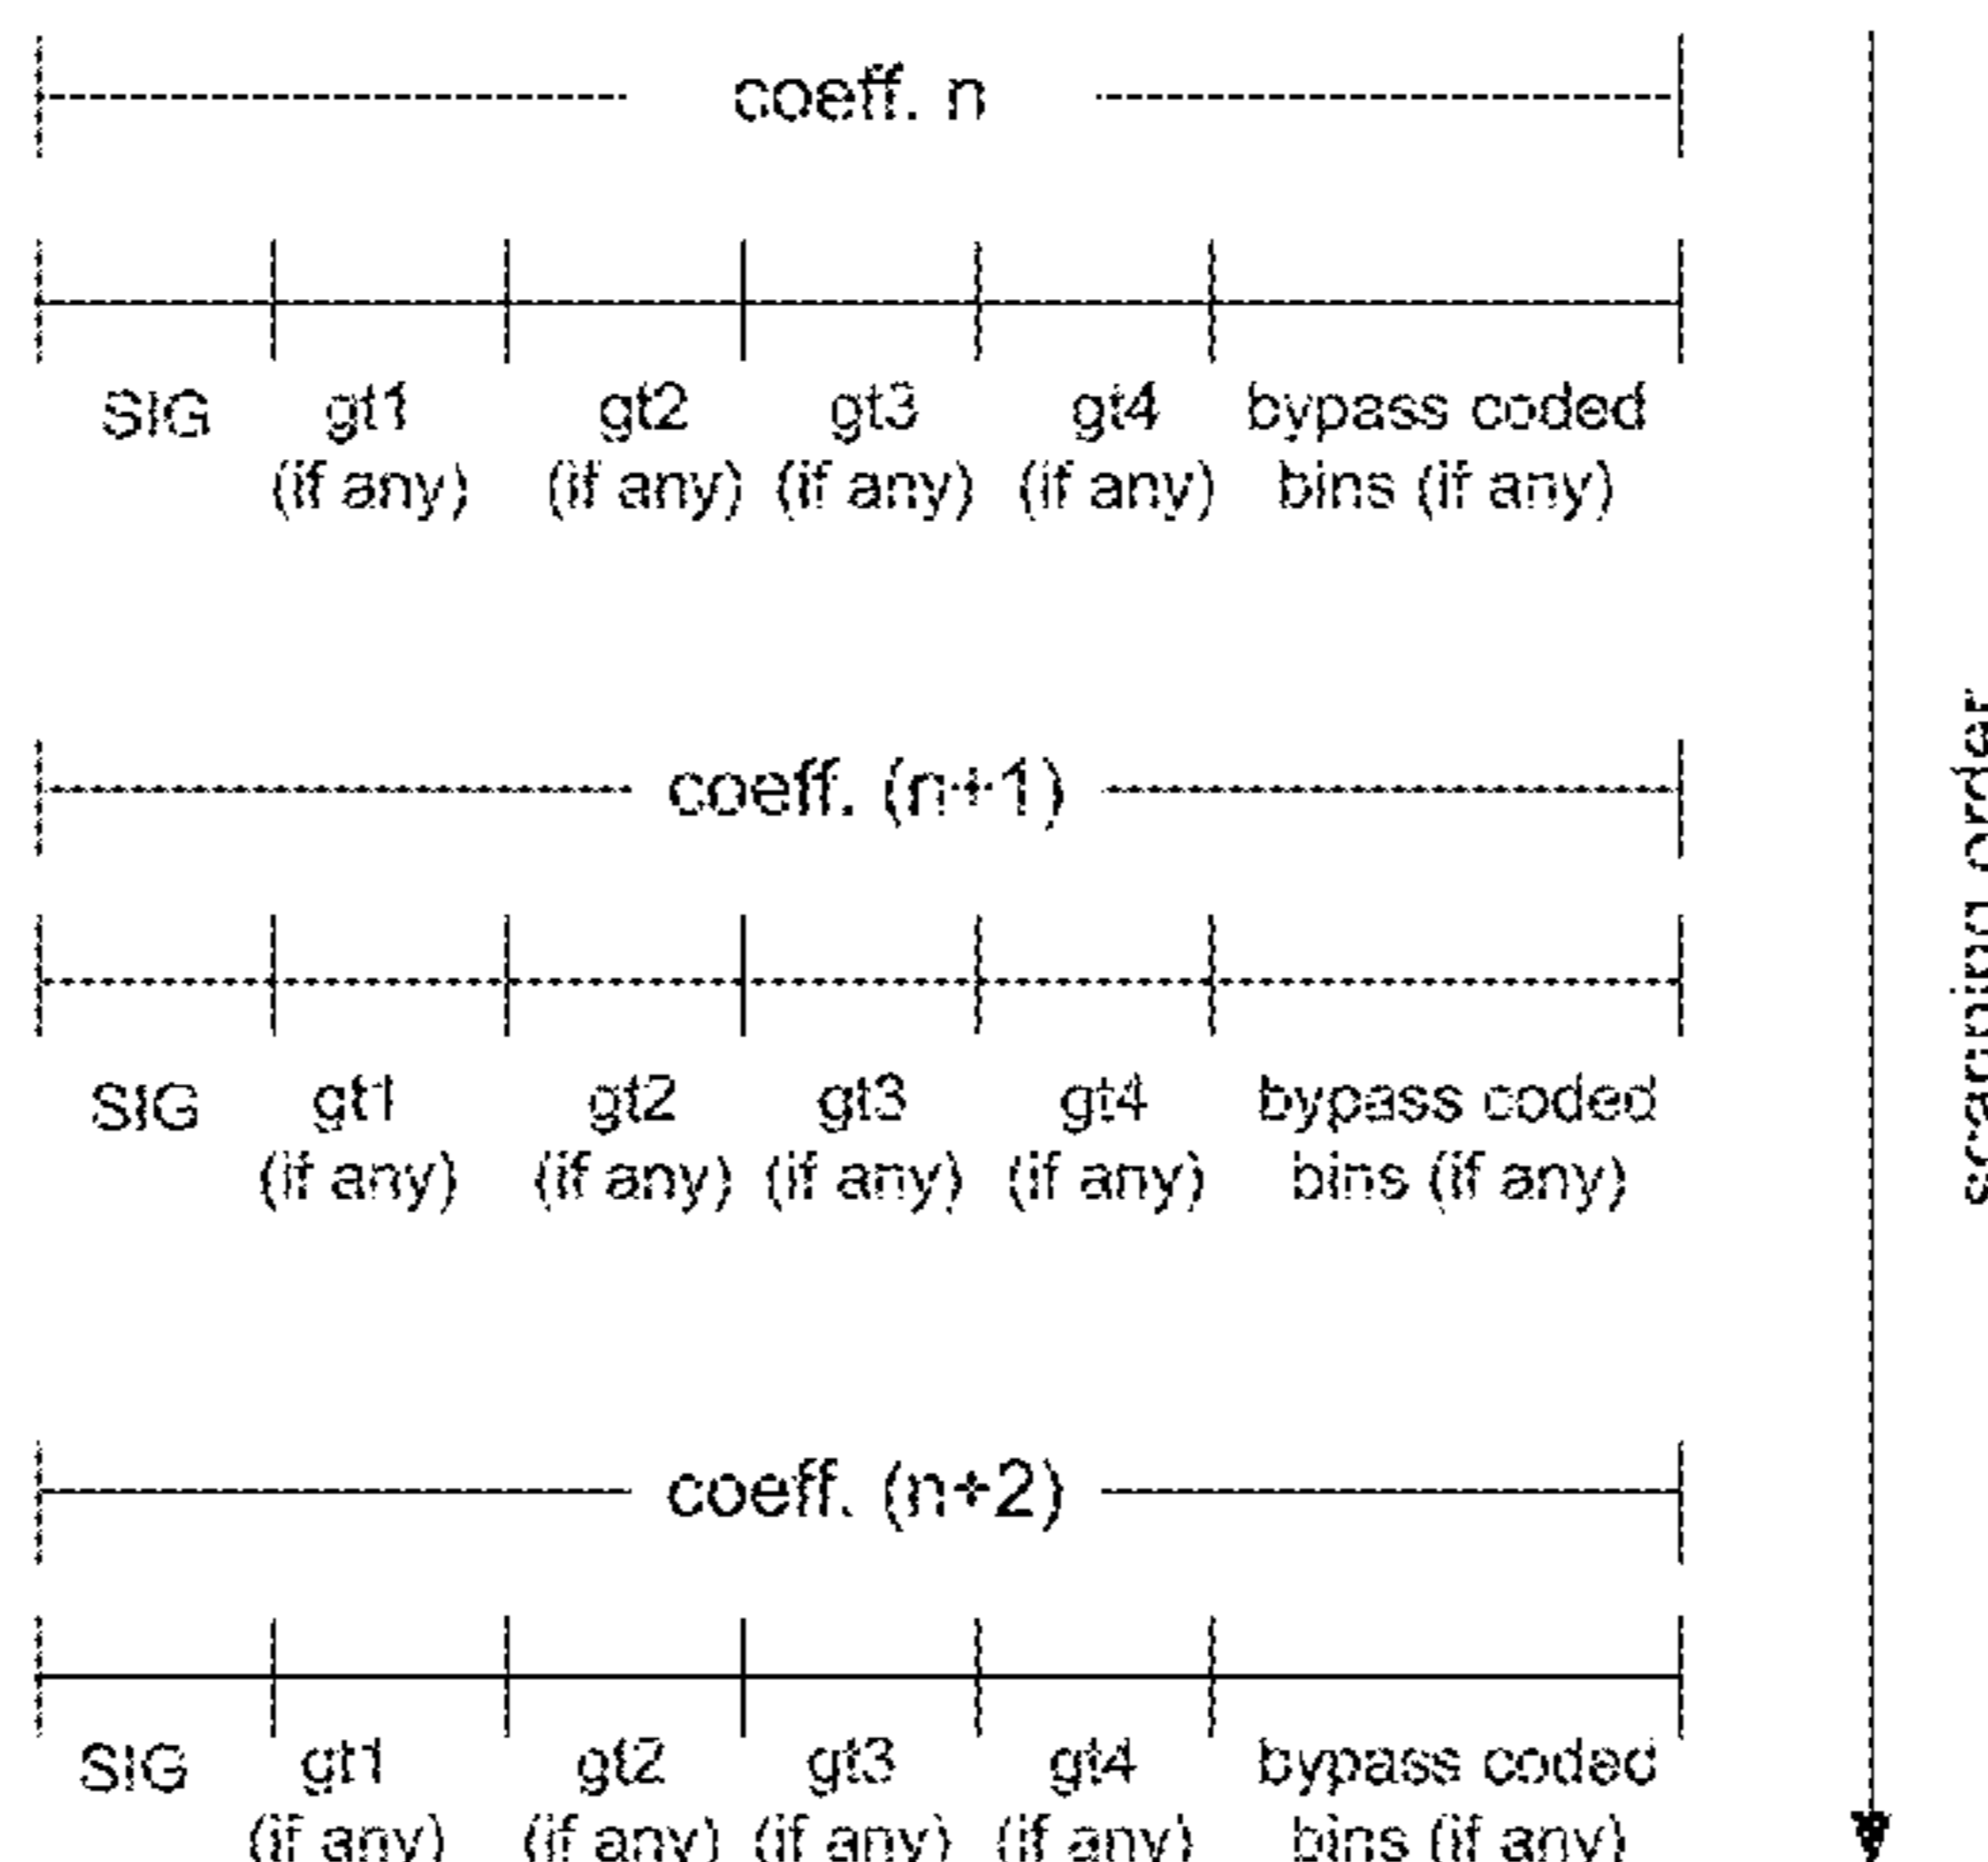 coeff. n
SIG gt1 gt2 gt3 gt4 bypass coded
(if any) (if any) (if any) (if any) bins (if any)
coeff. (n+1)
SIG gt1 gt2 gt3 gt4 bypass coded
(if any) (if any) (if any) (if any) bins (if any)
coeff. (n+2)
SIG gt1 gt2 gt3 gt4 bypass coded
(if any) (if any) (if any) (if any) bins (if any)
scanning order